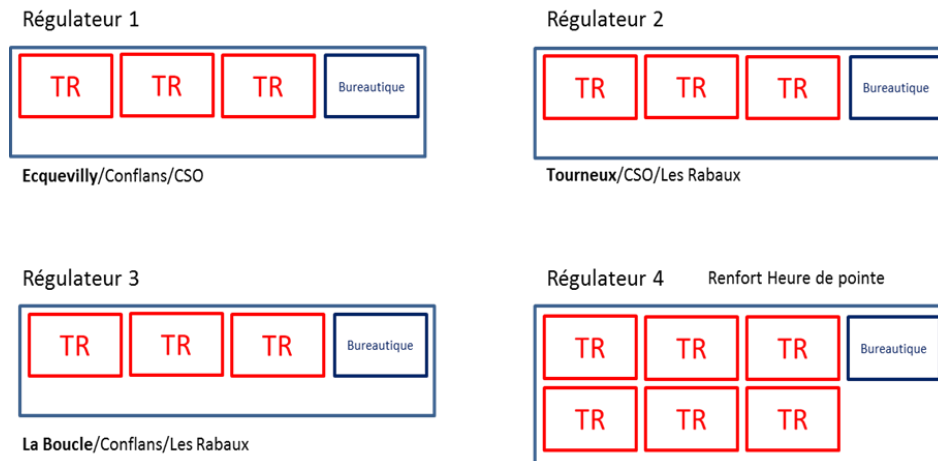 Régulateur 1
TR TR TR Bureautique
Ecquevilly/Conflans/CSO
Régulateur 2
TR TR TR Bureautique
Tourneux/CSO/Les Rabaux
Régulateur 3
TR TR TR Bureautique
La Boucle/Conflans/Les Rabaux
Régulateur 4 Renfort Heure de pointe
TR TR TR Bureautique
TR TR TR